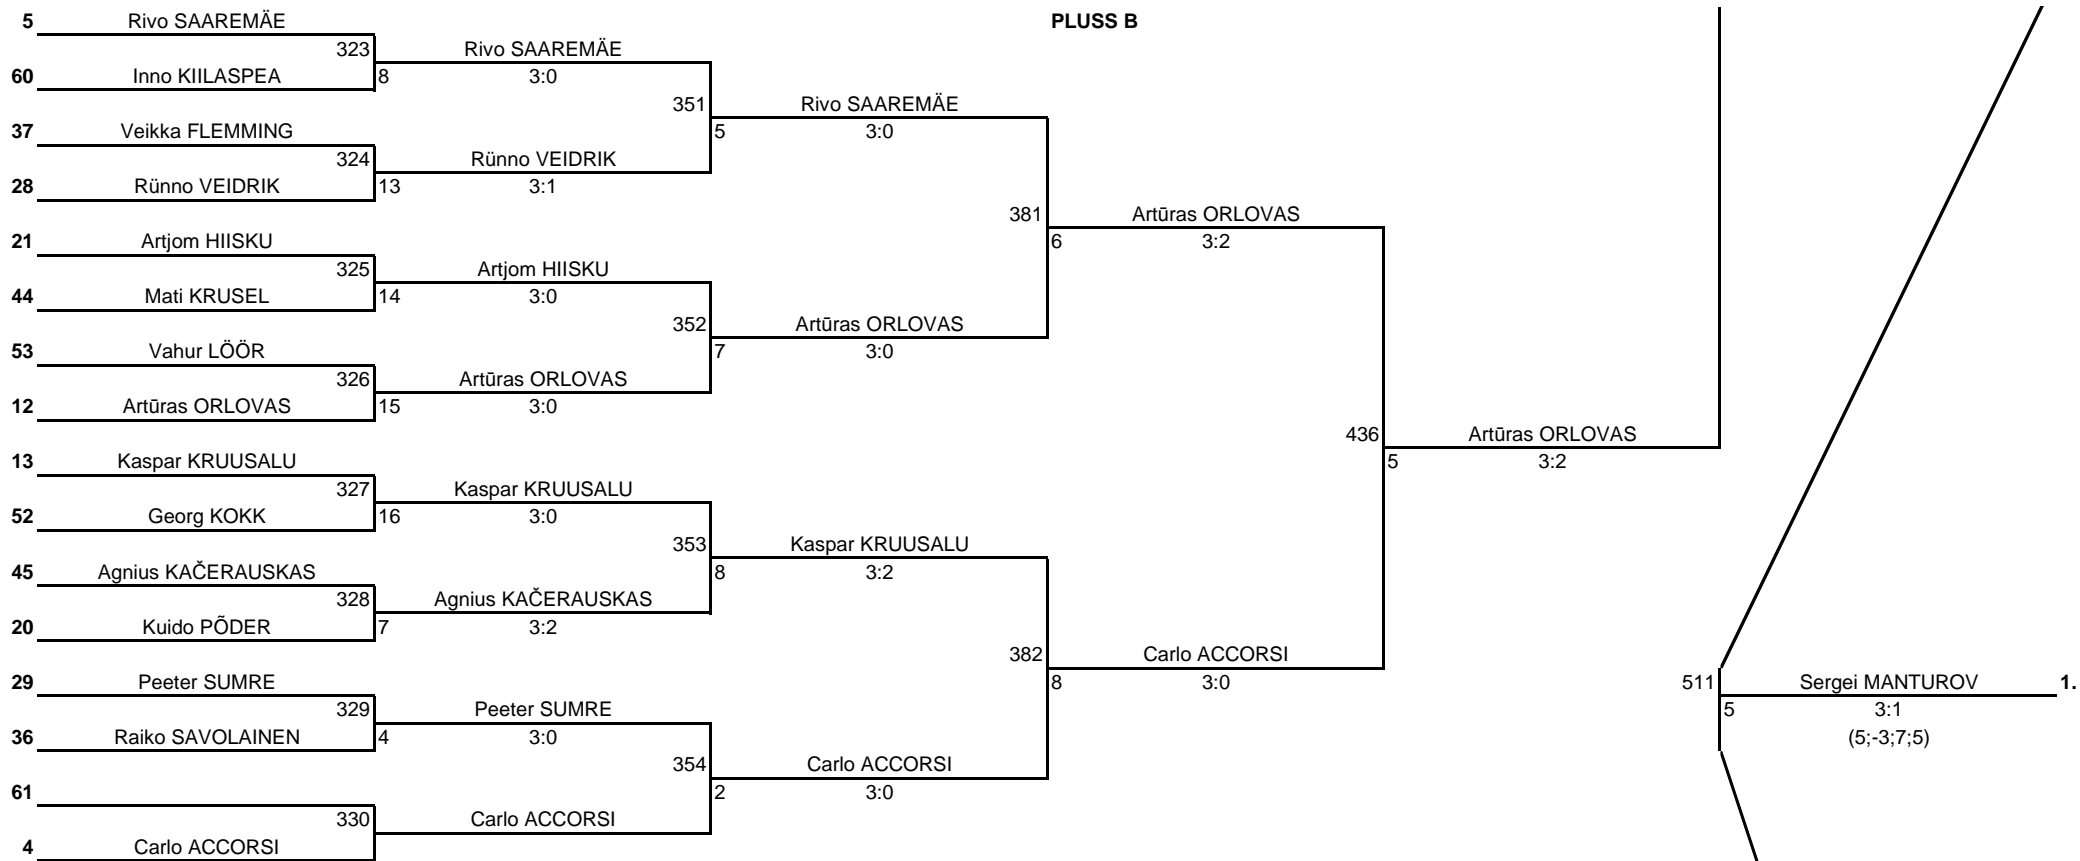 5 Rivo SAAREMÄE PLUSS B
323 Rivo SAAREMÄE
60 Inno KIILASPEA 8 3:0
351 Rivo SAAREMÄE
37 Veikka FLEMMING 5 3:0
324 Rünno VEIDRIK
28 Rünno VEIDRIK 13 3:1
381 Artūras ORLOVAS
21 Artjom HIISKU 6 3:2
325 Artjom HIISKU
44 Mati KRUSEL 14 3:0
352 Artūras ORLOVAS
53 Vahur LÖÖR 7 3:0
326 Artūras ORLOVAS
12 Artūras ORLOVAS 15 3:0
436 Artūras ORLOVAS
13 Kaspar KRUUSALU 5 3:2
327 Kaspar KRUUSALU
52 Georg KOKK 16 3:0
353 Kaspar KRUUSALU
45 Agnius KAČERAUSKAS 8 3:2
328 Agnius KAČERAUSKAS
20 Kuido PÕDER 7 3:2
382 Carlo ACCORSI
29 Peeter SUMRE 8 3:0 511 Sergei MANTUROV 1.
329 Peeter SUMRE 5 3:1
36 Raiko SAVOLAINEN 4 3:0 (5;-3;7;5)
354 Carlo ACCORSI
61 2 3:0
330 Carlo ACCORSI
4 Carlo ACCORSI